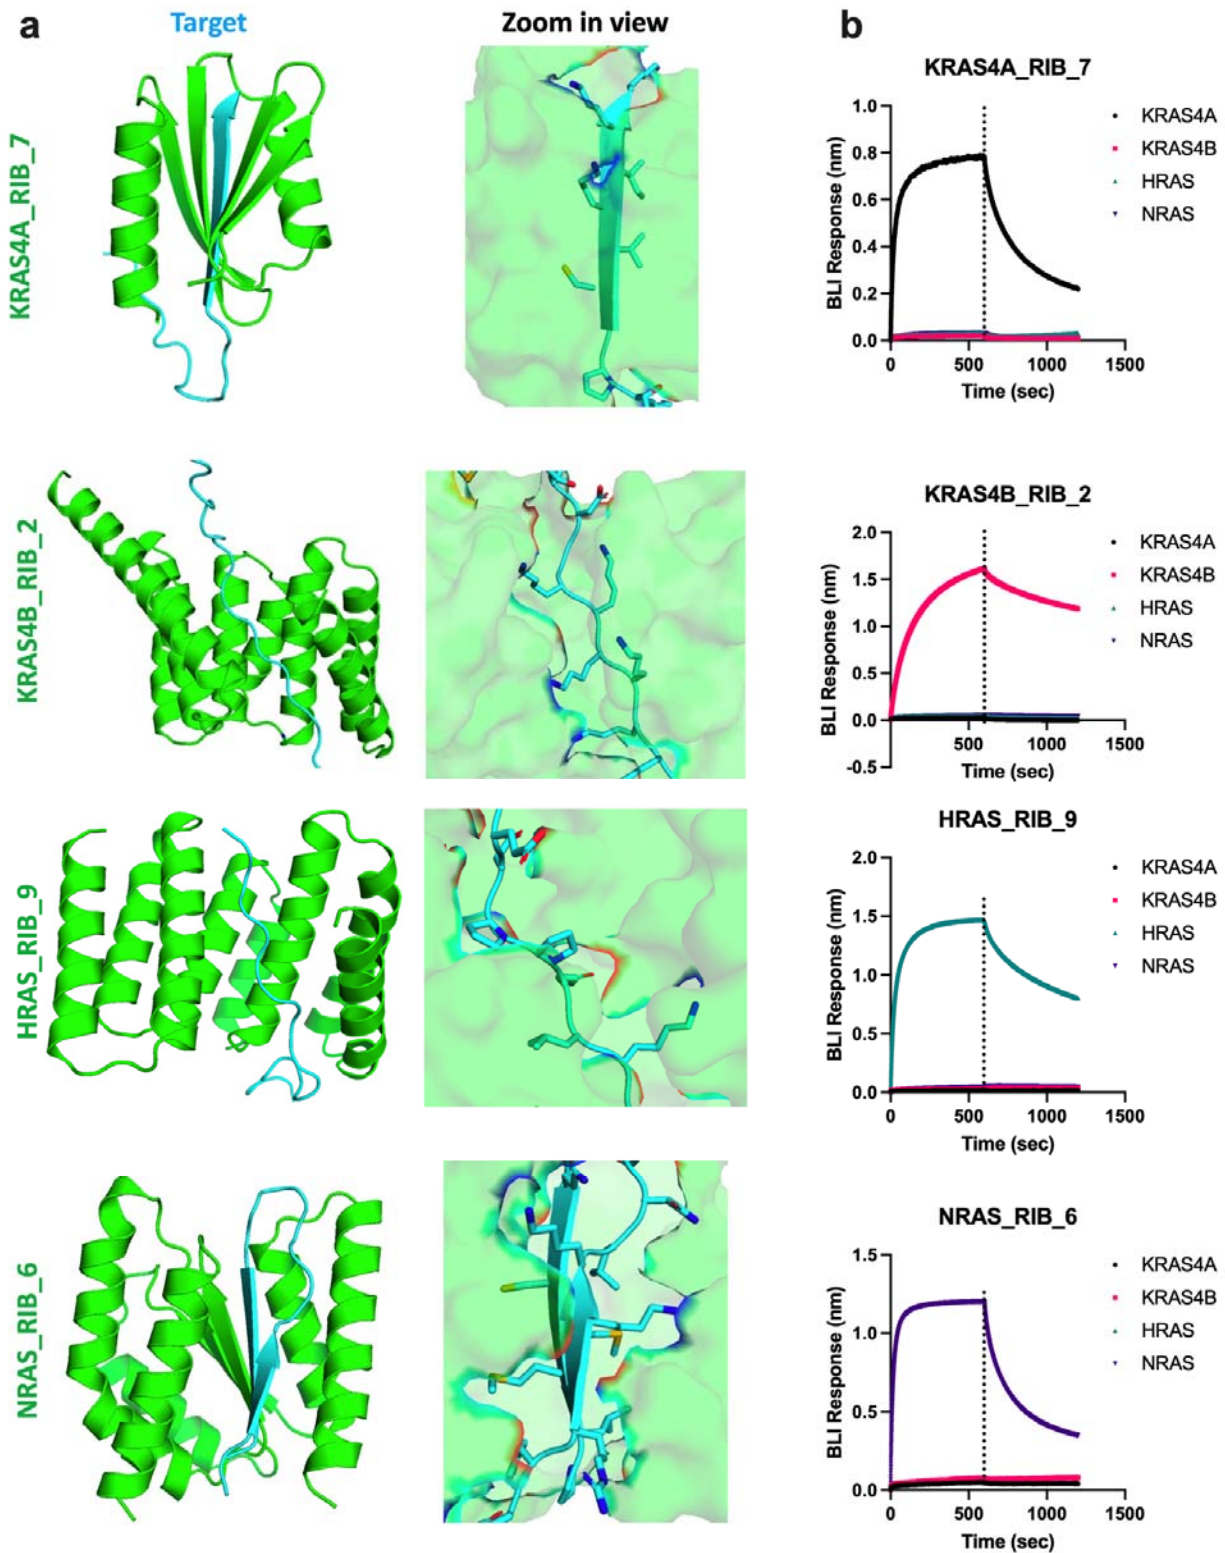 a
Target
Zoom in view
b
KRAS4A_RIB_7
KRAS4A_RIB_7
BLI Response (nm)
1.0
0.8
0.6
0.4
0.2
0.0
0
500
1000
1500
Time (sec)
KRAS4A
KRAS4B
HRAS
NRAS
KRAS4B_RIB_2
KRAS4B_RIB_2
BLI Response (nm)
2.0
1.5
1.0
0.5
0.0
-0.5
500
1000
1500
Time (sec)
KRAS4A
KRAS4B
HRAS
NRAS
HRAS_RIB_9
HRAS_RIB_9
BLI Response (nm)
2.0
1.5
1.0
0.5
0.0
0
500
1000
1500
Time (sec)
KRAS4A
KRAS4B
HRAS
NRAS
NRAS_RIB_6
NRAS_RIB_6
BLI Response (nm)
1.5
1.0
0.5
0.0
0
500
1000
1500
Time (sec)
KRAS4A
KRAS4B
HRAS
NRAS